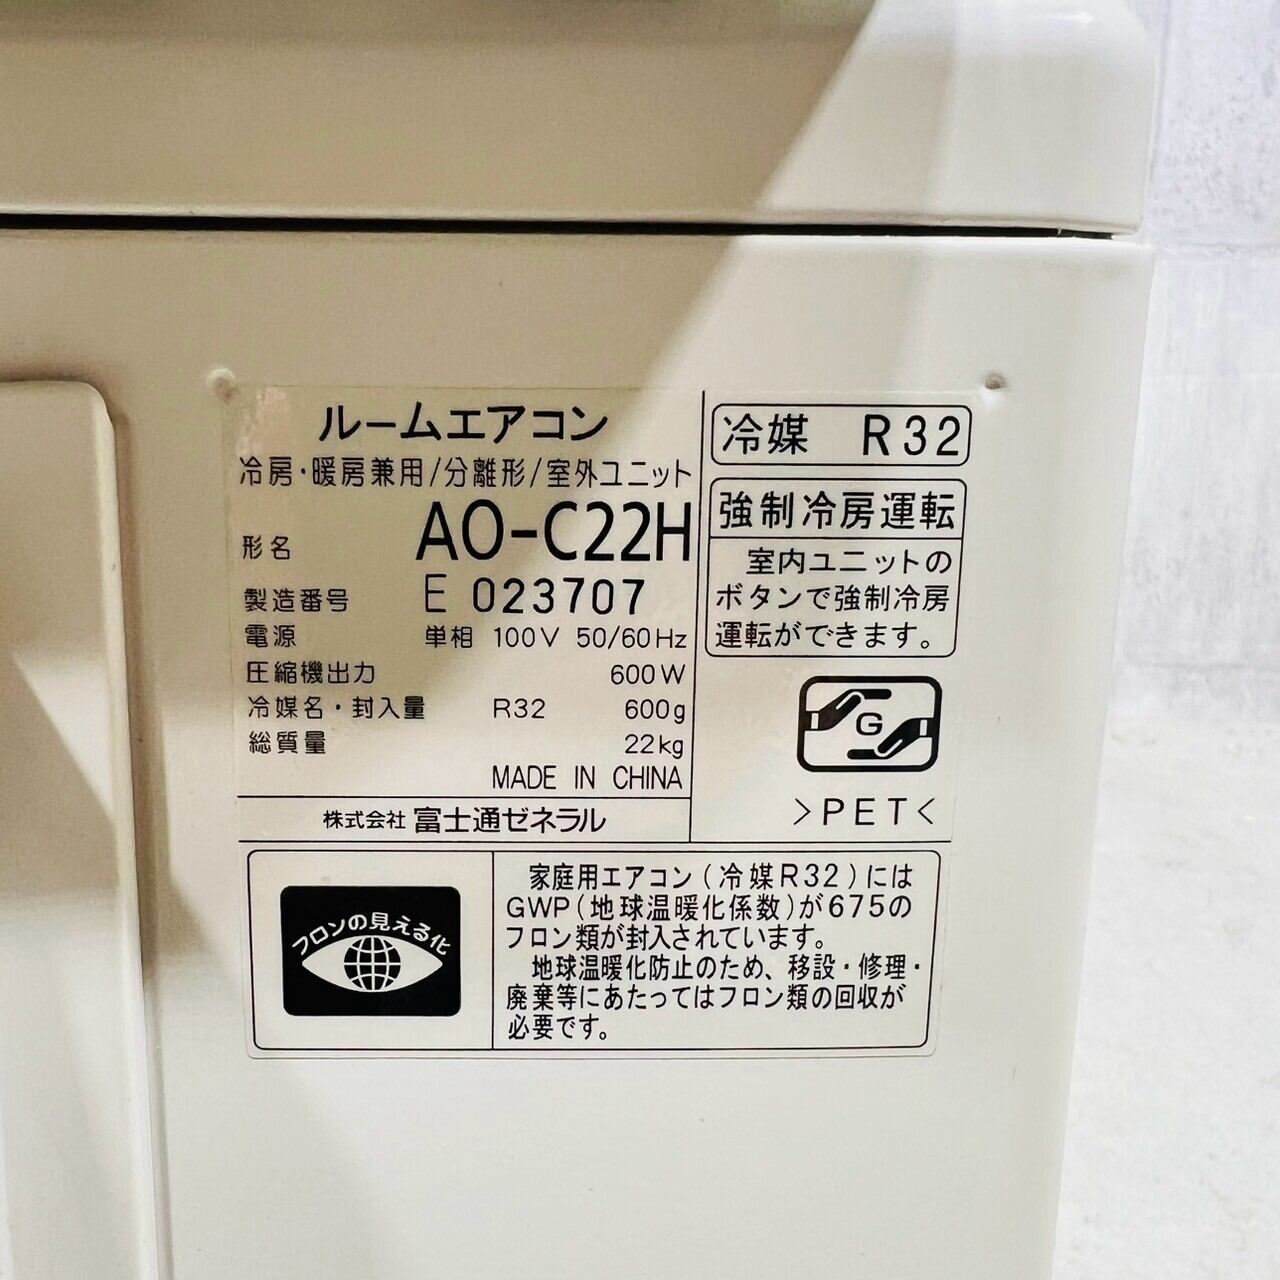 ルームエアコン
冷房・暖房兼用/分離形/室外ユニット
形名 AO-C22H
製造番号 E 023707
電源 単相 100V 50/60Hz
圧縮機出力 600W
冷媒名・封入量 R32 600g
総質量 22kg
MADE IN CHINA
株式会社 富士通ゼネラル
冷媒 R32
強制冷房運転
室内ユニットの
ボタンで強制冷房
運転ができます。
G
>PET<
フロンの見える化
家庭用エアコン(冷媒R32)には
GWP(地球温暖化係数)が675の
フロン類が封入されています。
地球温暖化防止のため、移設・修理・
廃棄等にあたってはフロン類の回収が
必要です。